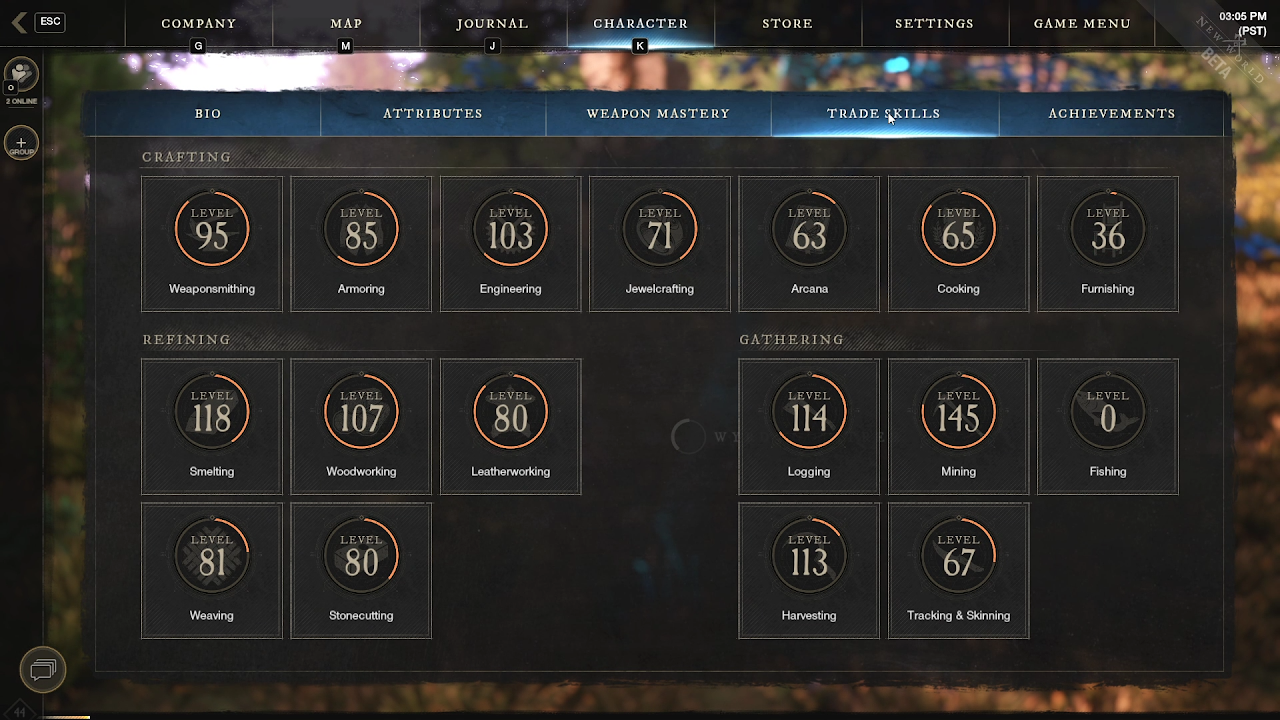 ESC
COMPANY
MAP
JOURNAL
CHARACTER
STORE
SETTINGS
GAME MENU
03:05 PM
(PST)
G
M
J
K
NEW WORLD
BETA
O
2 ONLINE
+
GROUP
BIO
ATTRIBUTES
WEAPON MASTERY
TRADE SKILLS
ACHIEVEMENTS
CRAFTING
LEVEL
95
Weaponsmithing
LEVEL
85
Armoring
LEVEL
103
Engineering
LEVEL
71
Jewelcrafting
LEVEL
63
Arcana
LEVEL
65
Cooking
LEVEL
36
Furnishing
REFINING
LEVEL
118
Smelting
LEVEL
107
Woodworking
LEVEL
80
Leatherworking
LEVEL
81
Weaving
LEVEL
80
Stonecutting
GATHERING
LEVEL
114
Logging
LEVEL
145
Mining
LEVEL
0
Fishing
LEVEL
113
Harvesting
LEVEL
67
Tracking & Skinning
44